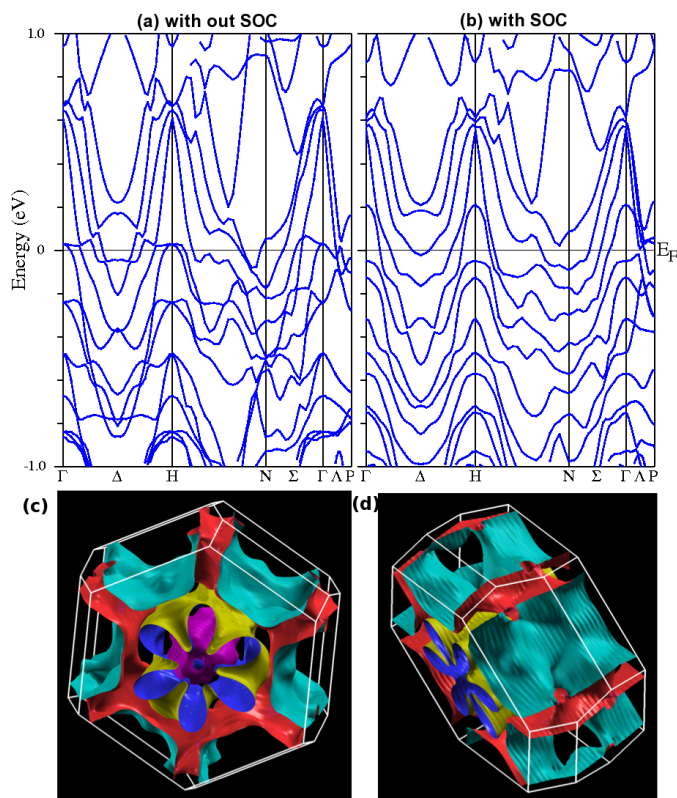 (a) with out SOC
(b) with SOC
1.0
Energy (eV)
0
E_F
-1.0
Γ Δ H N Σ Γ Λ P
Γ Δ H N Σ Γ Λ P
(c)
(d)